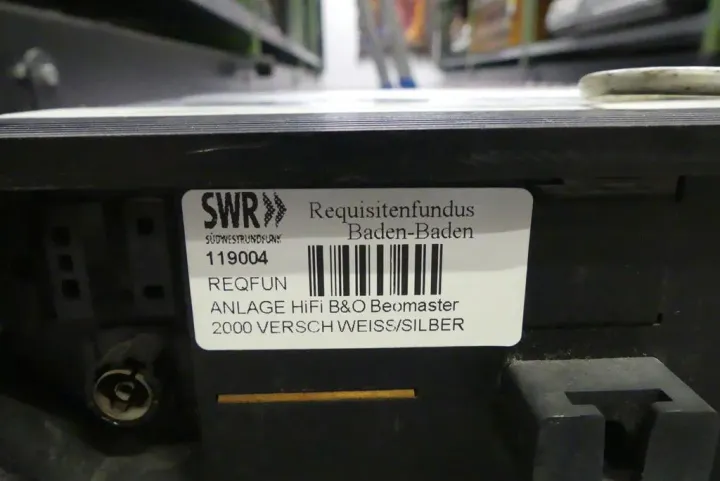 SWR»
SÜDWESTRUNDFUNK
Requisitenfundus
Baden-Baden
119004
REQFUN
ANLAGE HiFi B&O Beomaster
2000 VERSCH WEISS/SILBER